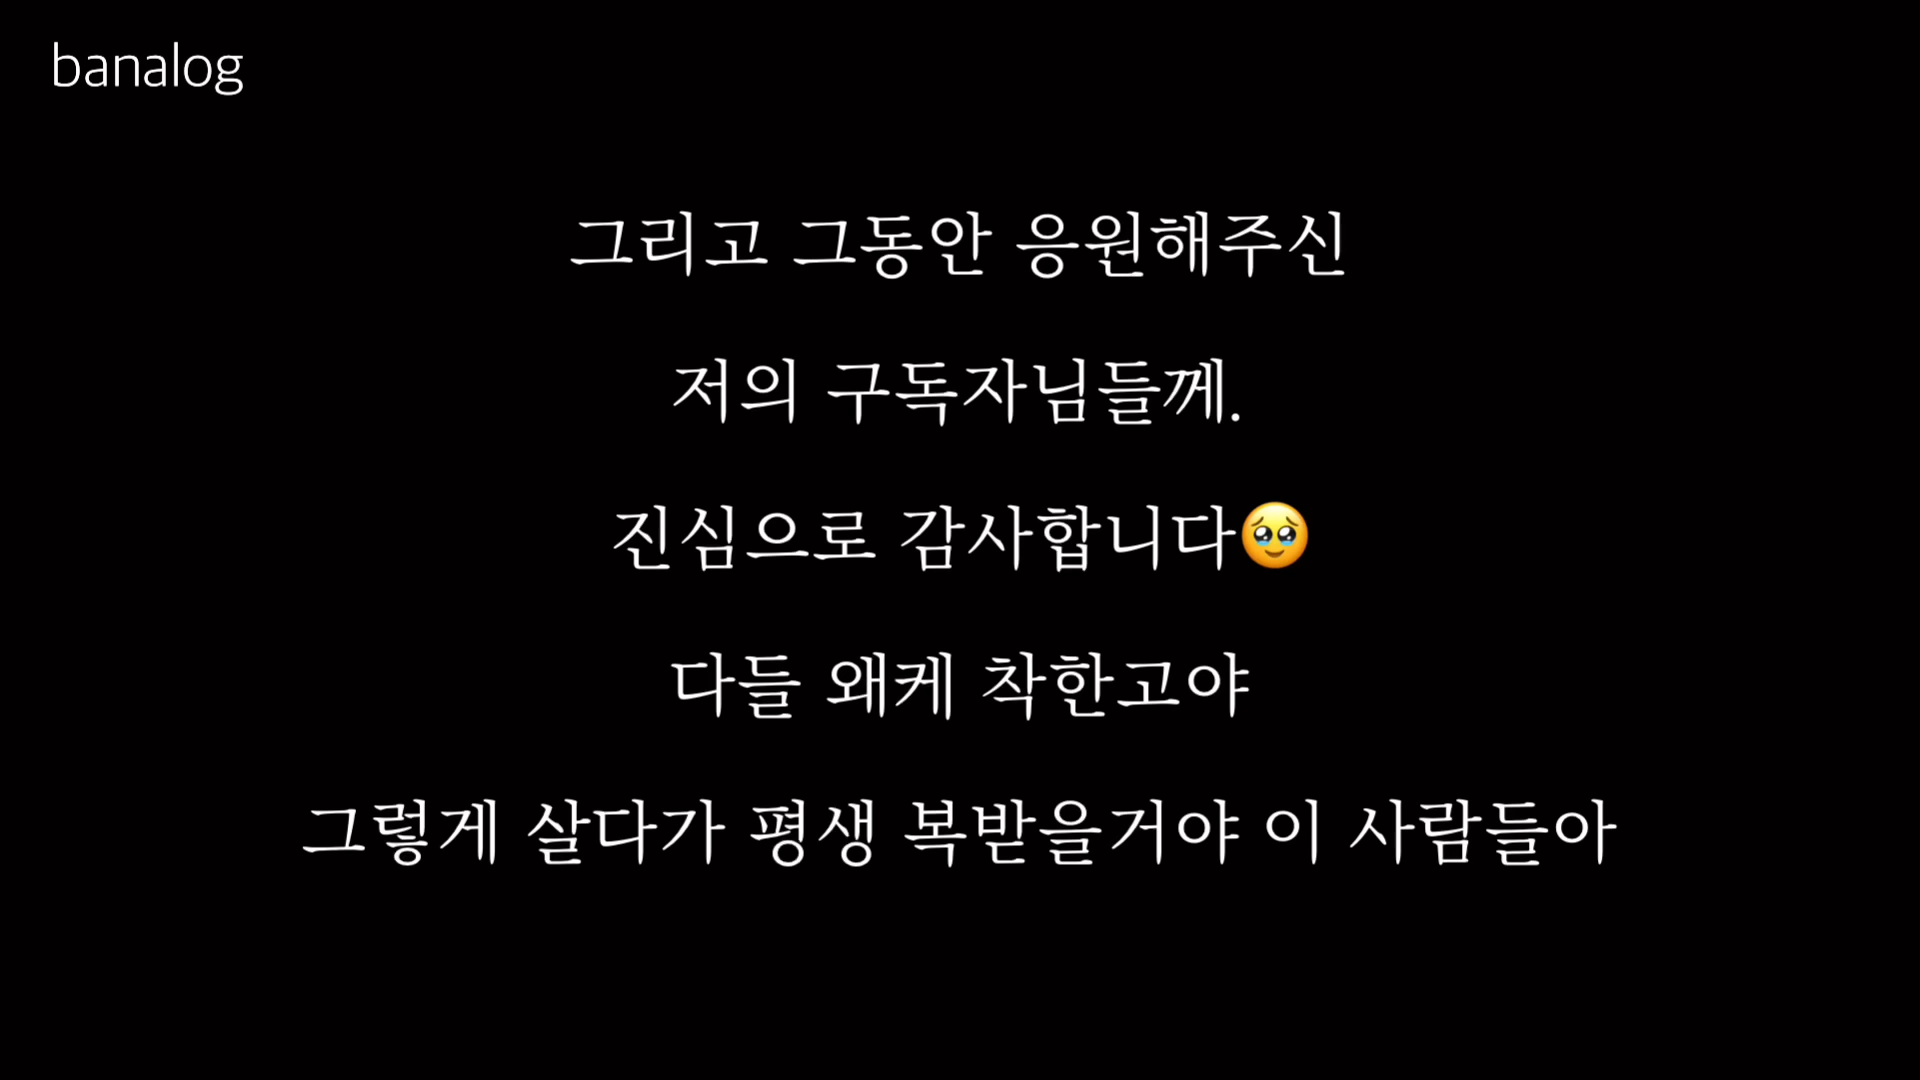 banalog
그리고 그동안 응원해주신
저의 구독자님들께.
진심으로 감사합니다🥹
다들 왜케 착한고야
그렇게 살다가 평생 복받을거야 이 사람들아